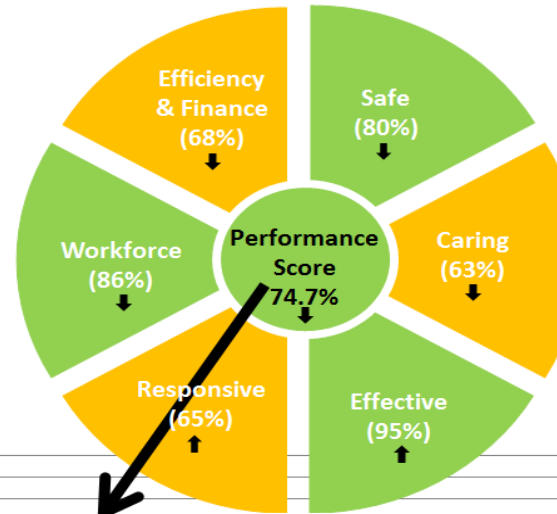 Efficiency
& Finance
(68%)
Safe
(80%)
Workforce
(86%)
Performance
Score
74.7%
Caring
(63%)
Responsive
(65%)
Effective
(95%)